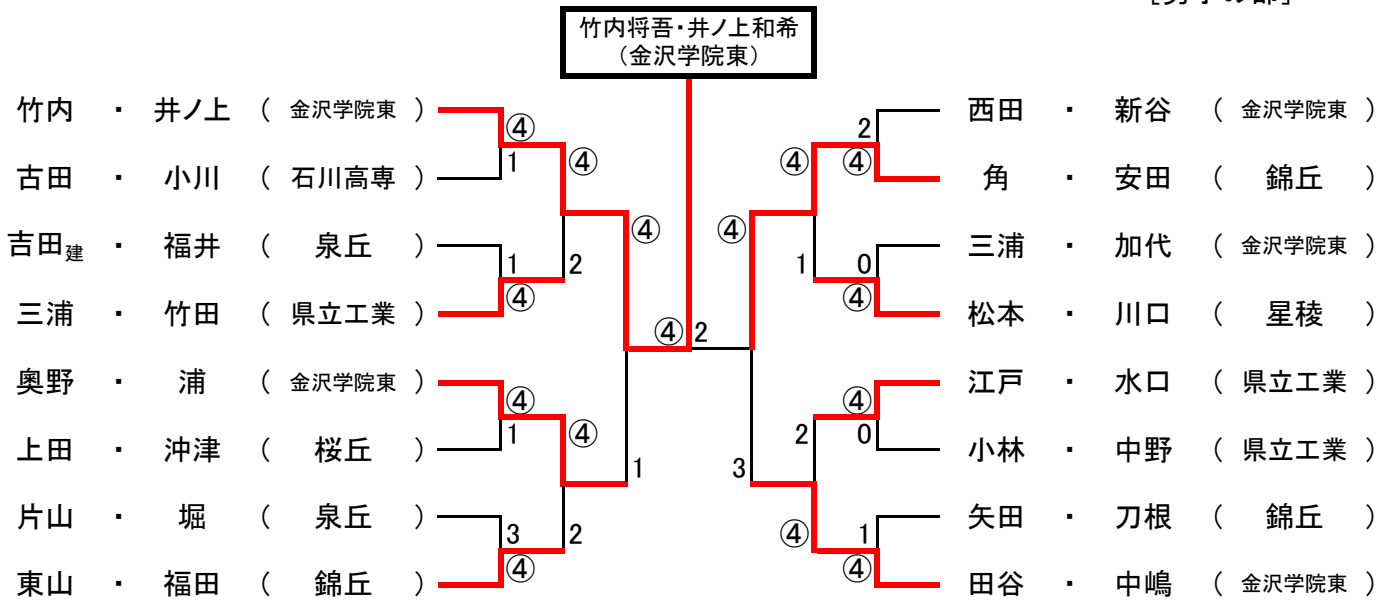 [男子の部]
竹内将吾・井ノ上和希
(金沢学院東)
竹内 ・ 井ノ上 ( 金沢学院東 )
古田 ・ 小川 ( 石川高専 )
吉田建 ・ 福井 ( 泉丘 )
三浦 ・ 竹田 ( 県立工業 )
奥野 ・ 浦 ( 金沢学院東 )
上田 ・ 沖津 ( 桜丘 )
片山 ・ 堀 ( 泉丘 )
東山 ・ 福田 ( 錦丘 )
④
1
④
1
④
2
④
④
1
④
3
④
2
1
④ 2
④
④
2
④
1
0
④
3
2
④
0
④
1
④
西田 ・ 新谷 ( 金沢学院東 )
角 ・ 安田 ( 錦丘 )
三浦 ・ 加代 ( 金沢学院東 )
松本 ・ 川口 ( 星稜 )
江戸 ・ 水口 ( 県立工業 )
小林 ・ 中野 ( 県立工業 )
矢田 ・ 刀根 ( 錦丘 )
田谷 ・ 中嶋 ( 金沢学院東 )